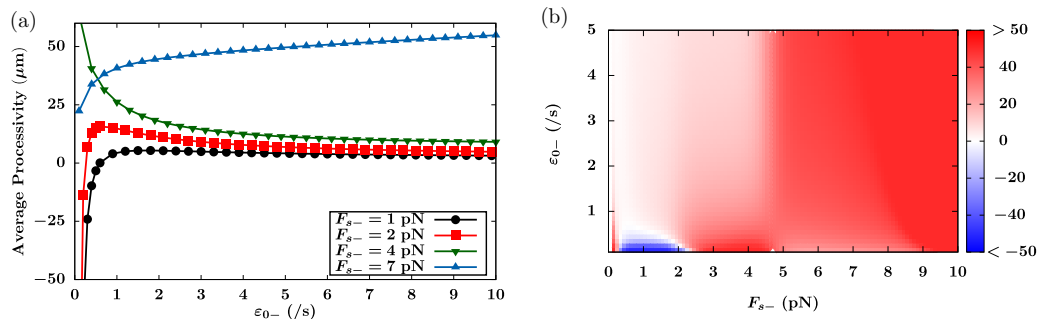 (a)
Average Processivity (μm)
50
25
0
−25
−50
0 1 2 3 4 5 6 7 8 9 10
ε0− (/s)
Fs− = 1 pN
Fs− = 2 pN
Fs− = 4 pN
Fs− = 7 pN
(b)
ε0− (/s)
5
4
3
2
1
0 1 2 3 4 5 6 7 8 9 10
Fs− (pN)
> 50
40
20
0
−20
−40
< −50